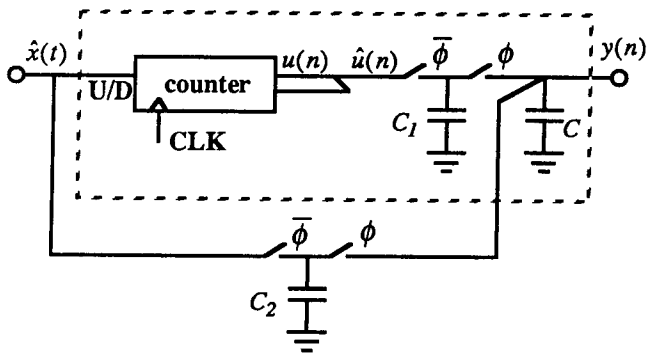 x̂(t)
U/D
counter
CLK
u(n)
û(n)
ϕ̅
ϕ
y(n)
C₁
C
ϕ̅
ϕ
C₂